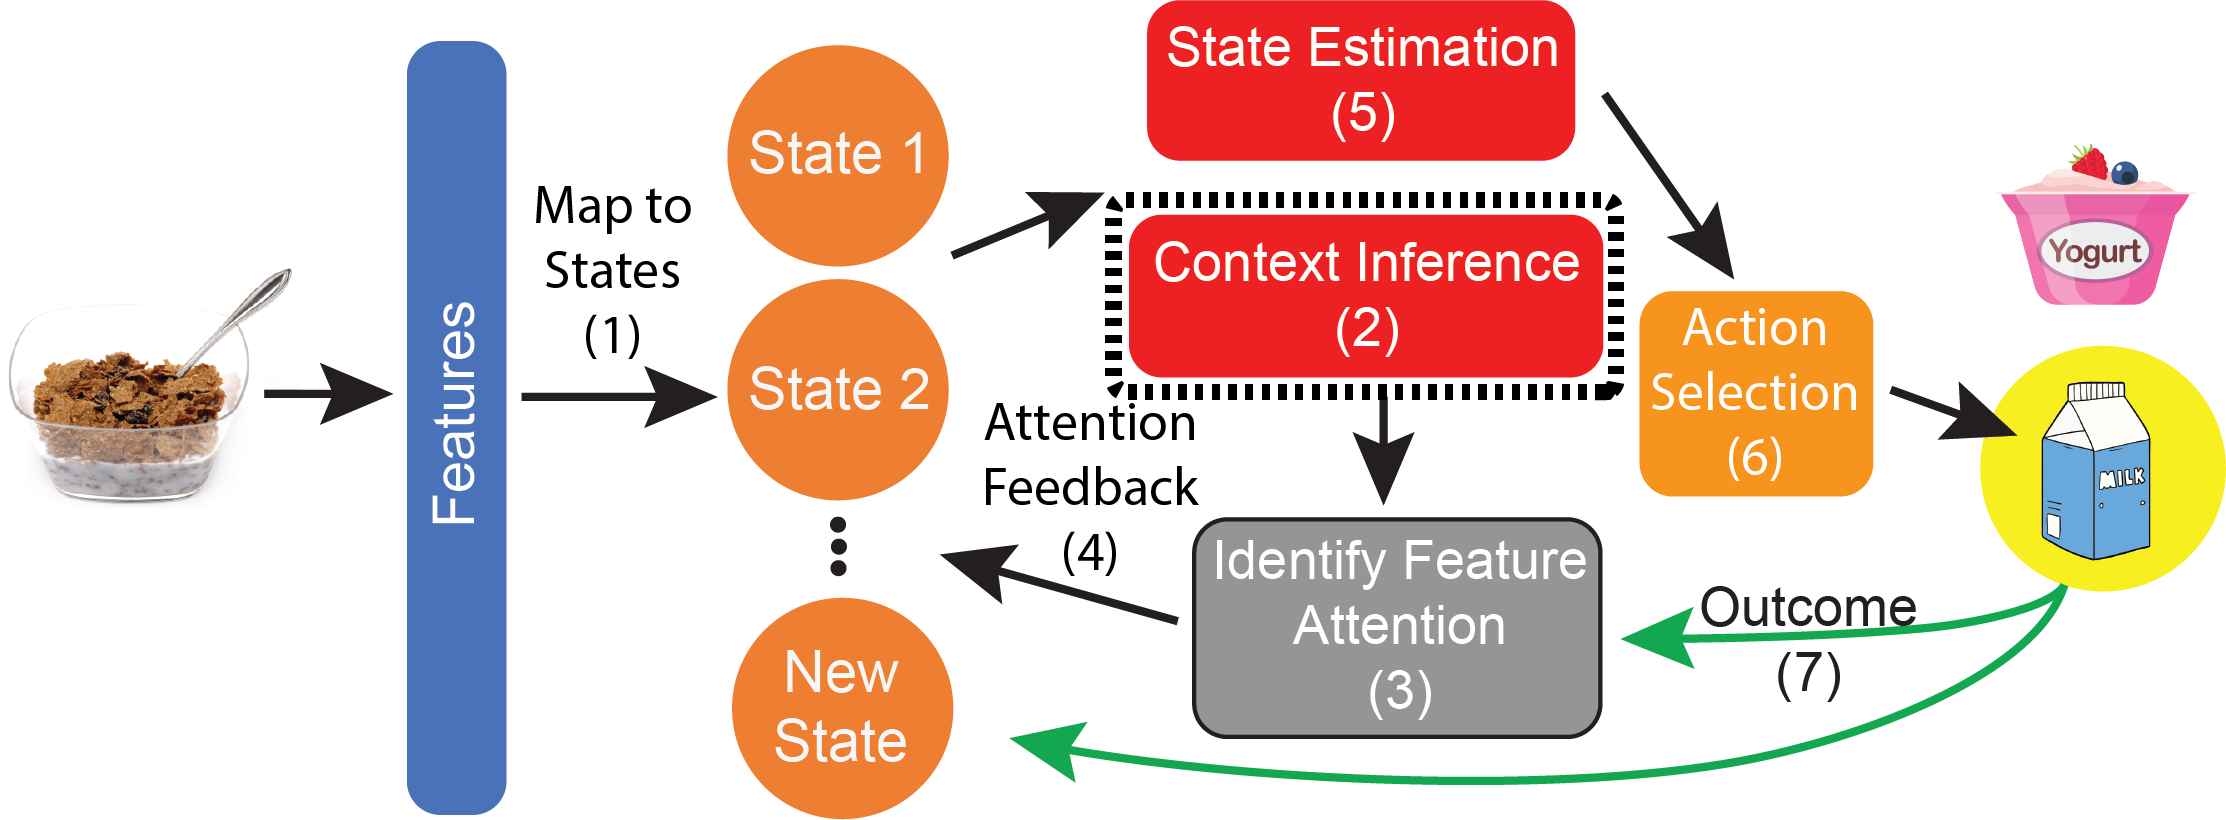 Features
Map to
States
(1)
State 1
State 2
New
State
State Estimation
(5)
Context Inference
(2)
Attention
Feedback
(4)
Identify Feature
Attention
(3)
Action
Selection
(6)
Yogurt
MILK
Outcome
(7)